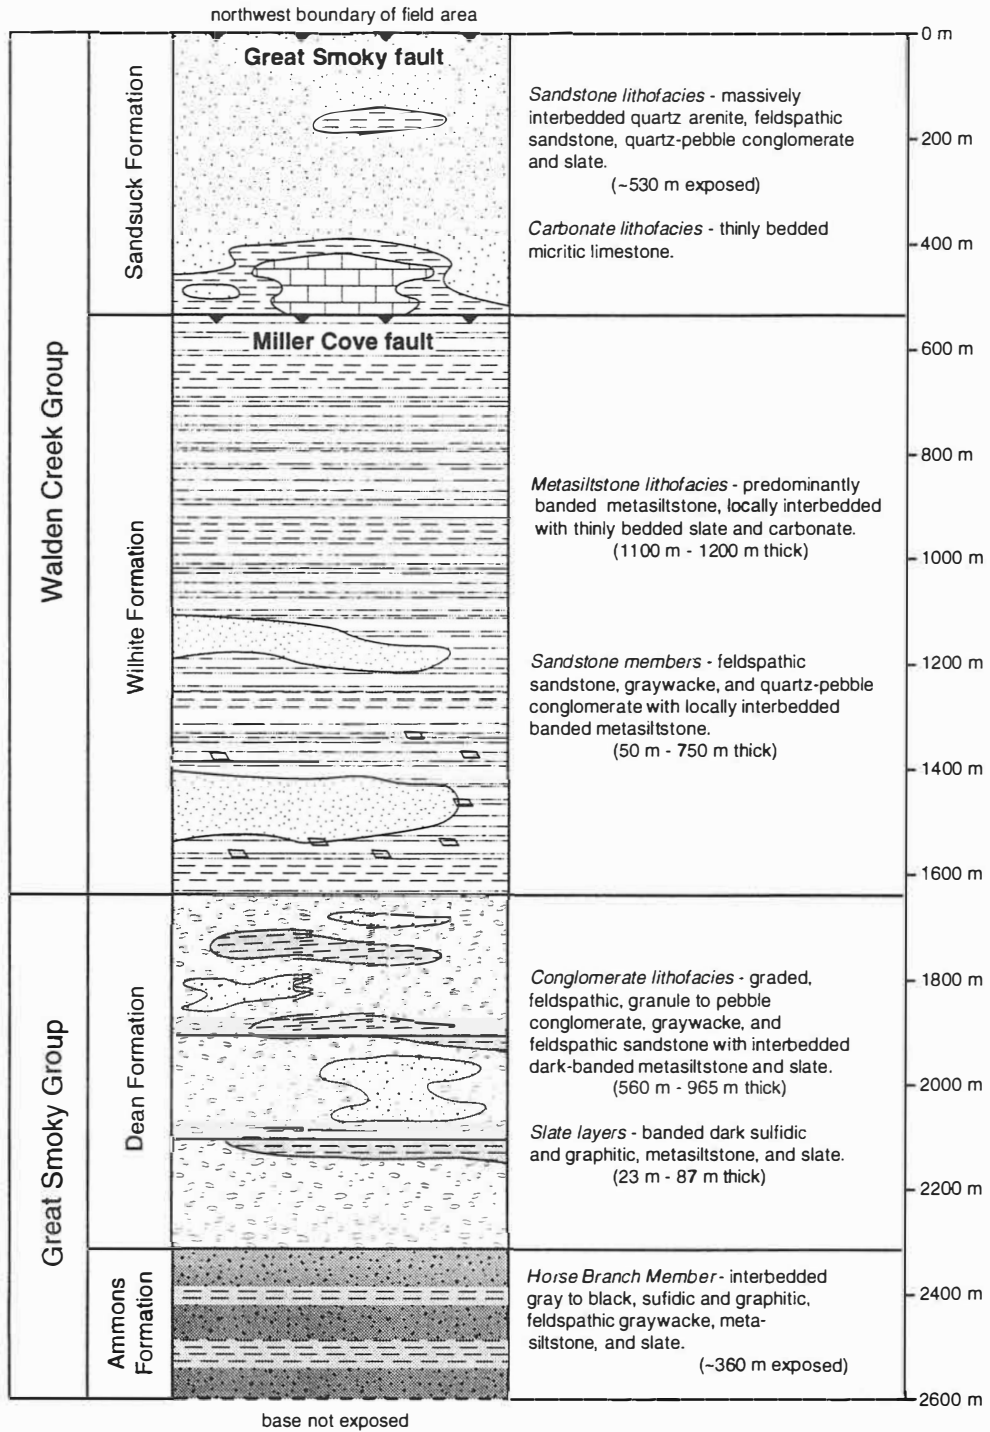 northwest boundary of field area
Great Smoky fault
0 m
Sandsuck Formation
Sandstone lithofacies - massively
interbedded quartz arenite, feldspathic
sandstone, quartz-pebble conglomerate
and slate.
(~530 m exposed)
200 m
Carbonate lithofacies - thinly bedded
micritic limestone.
400 m
Miller Cove fault
600 m
Walden Creek Group
800 m
Wilhite Formation
Metasiltstone lithofacies - predominantly
banded metasiltstone, locally interbedded
with thinly bedded slate and carbonate.
(1100 m - 1200 m thick)
1000 m
Sandstone members - feldspathic
sandstone, graywacke, and quartz-pebble
conglomerate with locally interbedded
banded metasiltstone.
(50 m - 750 m thick)
1200 m
1400 m
1600 m
Great Smoky Group
Dean Formation
Conglomerate lithofacies - graded,
feldspathic, granule to pebble
conglomerate, graywacke, and
feldspathic sandstone with interbedded
dark-banded metasiltstone and slate.
(560 m - 965 m thick)
1800 m
2000 m
Slate layers - banded dark sulfidic
and graphitic, metasiltstone, and slate.
(23 m - 87 m thick)
2200 m
Ammons
Formation
Horse Branch Member - interbedded
gray to black, sufidic and graphitic,
feldspathic graywacke, meta-
siltstone, and slate.
(~360 m exposed)
2400 m
2600 m
base not exposed